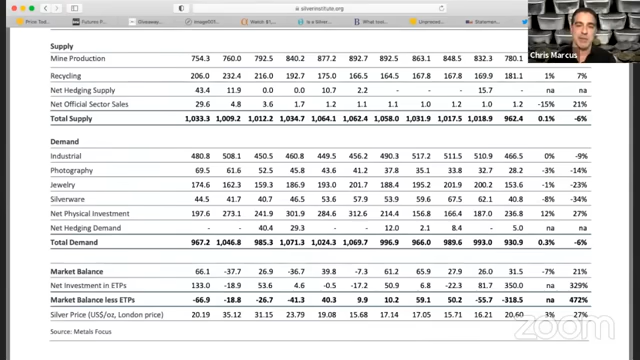 silverinstitute.org
Price Tod...
Futures F...
Watch $1...
Is a Silver...
What tool...
Unpreced...
Statemen...
Chris Marcus
Supply
Mine Production 754.3 760.0 792.5 840.2 877.2 892.7 892.5 863.1 848.5 832.3 780.1
Recycling 206.0 232.4 216.0 192.7 175.0 166.5 164.5 167.8 167.8 169.9 181.1 1% 7%
Net Hedging Supply 43.4 11.9 0.0 0.0 10.7 2.2 - - - 15.7 - na na
Net Official Sector Sales 29.6 4.8 3.6 1.7 1.2 1.1 1.1 1.0 1.2 1.0 1.2 -15% 21%
Total Supply 1,033.3 1,009.2 1,012.2 1,034.7 1,064.1 1,062.4 1,058.0 1,031.9 1,017.5 1,018.9 962.4 0.1% -6%
Demand
Industrial 480.8 508.1 450.5 460.8 449.5 456.2 490.3 517.2 511.5 510.9 466.5 0% -9%
Photography 69.5 61.6 52.5 45.8 43.6 41.2 37.8 35.1 33.8 32.7 28.2 -3% -14%
Jewelry 174.6 162.3 159.3 186.9 193.0 201.7 188.4 195.2 201.9 200.2 153.6 -1% -23%
Silverware 44.5 41.7 40.7 46.5 53.6 57.9 53.9 59.6 67.5 62.1 40.8 -8% -34%
Net Physical Investment 197.6 273.1 241.9 301.9 284.6 312.6 214.4 156.8 166.4 187.0 236.8 12% 27%
Net Hedging Demand - - 40.4 29.3 - - 12.0 2.1 8.4 - 5.0 na na
Total Demand 967.2 1,046.8 985.3 1,071.3 1,024.3 1,069.7 996.9 966.0 989.6 993.0 930.9 0.3% -6%
Market Balance 66.1 -37.7 26.9 -36.7 39.8 -7.3 61.2 65.9 27.9 26.0 31.5 -7% 21%
Net Investment in ETPs 133.0 -18.9 53.6 4.6 -0.5 -17.2 50.9 6.8 -22.3 81.7 350.0 na 329%
Market Balance less ETPs -66.9 -18.8 -26.7 -41.3 40.3 9.9 10.2 59.1 50.2 -55.7 -318.5 na 472%
Silver Price (US$/oz, London price) 20.19 35.12 31.15 23.79 19.08 15.68 17.14 17.05 15.71 16.21 20.60 3% 27%
Source: Metals Focus
zoom